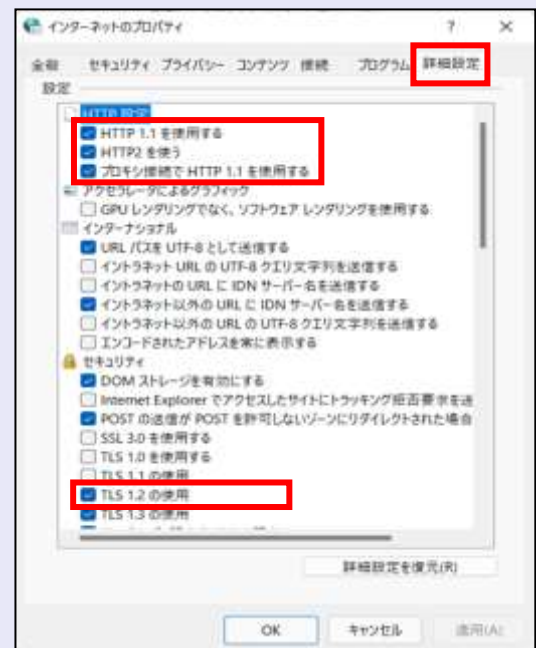 インターネットのプロパティ
?
×
全般 セキュリティ プライバシー コンテンツ 接続 プログラム 詳細設定
設定
HTTP 設定
HTTP 1.1 を使用する
HTTP2 を使う
プロキシ接続で HTTP 1.1 を使用する
アクセラレータによるグラフィック
GPU レンダリングでなく、ソフトウェア レンダリングを使用する
インターナショナル
URL パスを UTF-8 として送信する
イントラネット URL の UTF-8 クエリ文字列を送信する
イントラネットの URL に IDN サーバー名を送信する
イントラネット以外の URL に IDN サーバー名を送信する
イントラネット以外の URL の UTF-8 クエリ文字列を送信する
エンコードされたアドレスを常に表示する
セキュリティ
DOM ストレージを有効にする
Internet Explorer でアクセスしたサイトにトラッキング拒否要求を送
POST の送信が POST を許可しないゾーンにリダイレクトされた場合
SSL 3.0 を使用する
TLS 1.0 を使用する
TLS 1.1 の使用
TLS 1.2 の使用
TLS 1.3 の使用
詳細設定を復元(R)
OK キャンセル 適用(A)